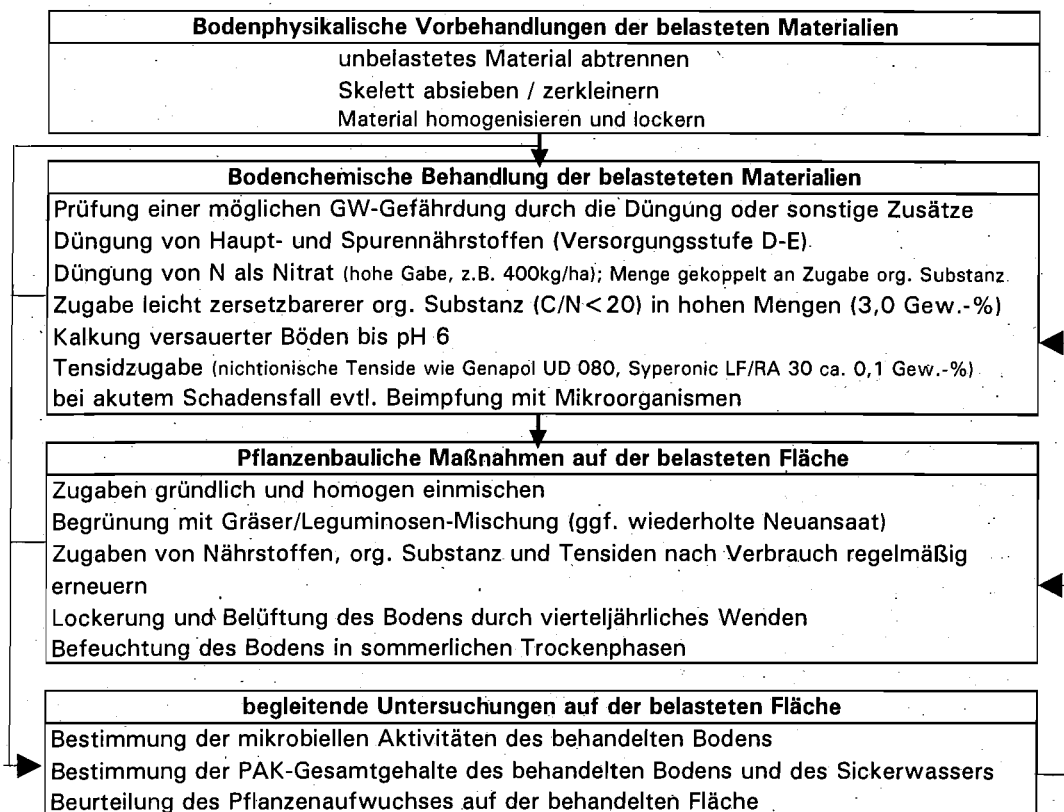 Bodenphysikalische Vorbehandlungen der belasteten Materialien
unbelastetes Material abtrennen
Skelett absieben / zerkleinern
Material homogenisieren und lockern
Bodenchemische Behandlung der belasteteten Materialien
Prüfung einer möglichen GW-Gefährdung durch die Düngung oder sonstige Zusätze
Düngung von Haupt- und Spurennährstoffen (Versorgungsstufe D-E)
Düngung von N als Nitrat (hohe Gabe, z.B. 400kg/ha); Menge gekoppelt an Zugabe org. Substanz
Zugabe leicht zersetzbarerer org. Substanz (C/N<20) in hohen Mengen (3,0 Gew.-%)
Kalkung versauerter Böden bis pH 6
Tensidzugabe (nichtionische Tenside wie Genapol UD 080, Syperonic LF/RA 30 ca. 0,1 Gew.-%)
bei akutem Schadensfall evtl. Beimpfung mit Mikroorganismen
Pflanzenbauliche Maßnahmen auf der belasteten Fläche
Zugaben gründlich und homogen einmischen
Begrünung mit Gräser/Leguminosen-Mischung (ggf. wiederholte Neuansaat)
Zugaben von Nährstoffen, org. Substanz und Tensiden nach Verbrauch regelmäßig
erneuern
Lockerung und Belüftung des Bodens durch vierteljährliches Wenden
Befeuchtung des Bodens in sommerlichen Trockenphasen
begleitende Untersuchungen auf der belasteten Fläche
Bestimmung der mikrobiellen Aktivitäten des behandelten Bodens
Bestimmung der PAK-Gesamtgehalte des behandelten Bodens und des Sickerwassers
Beurteilung des Pflanzenaufwuchses auf der behandelten Fläche